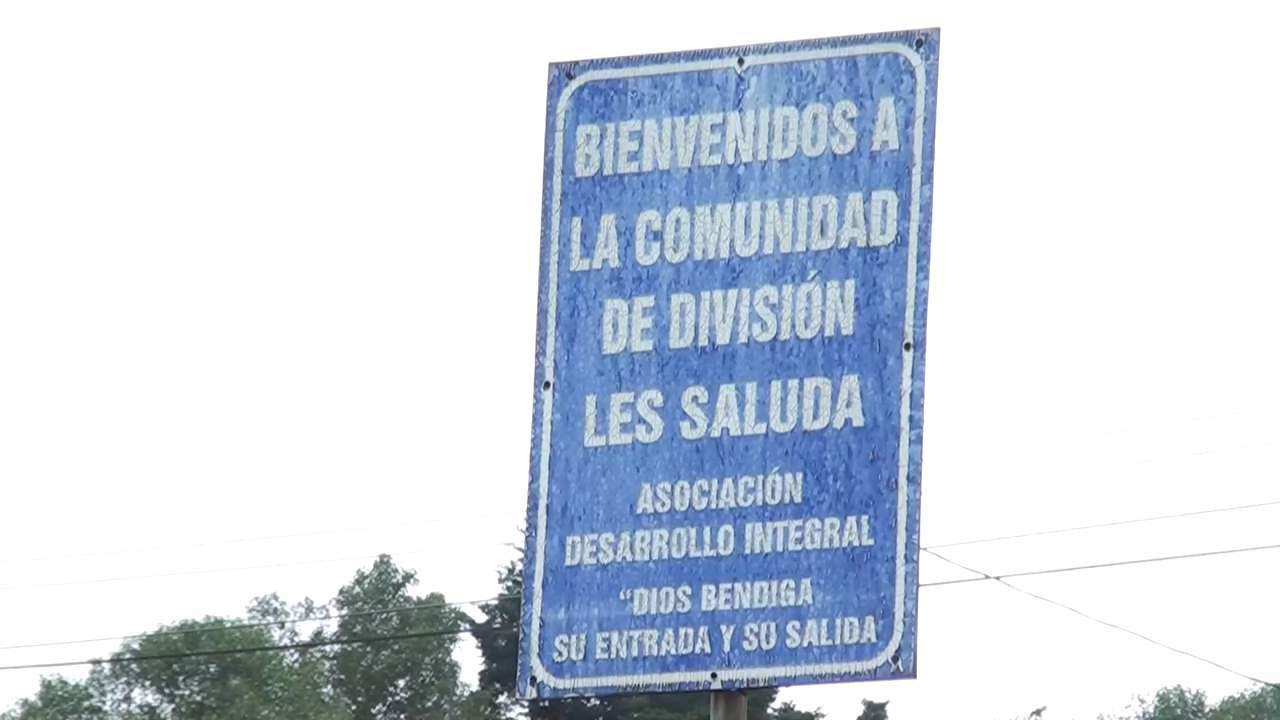 BIENVENIDOS A
LA COMUNIDAD
DE DIVISIÓN
LES SALUDA
ASOCIACIÓN
DESARROLLO INTEGRAL
“DIOS BENDIGA
SU ENTRADA Y SU SALIDA